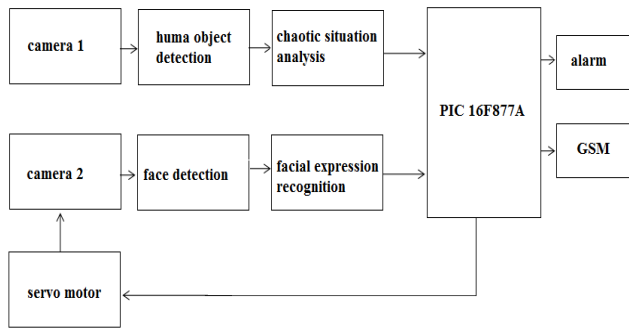 camera 1
huma object
detection
chaotic situation
analysis
PIC 16F877A
alarm
GSM
camera 2
face detection
facial expression
recognition
servo motor